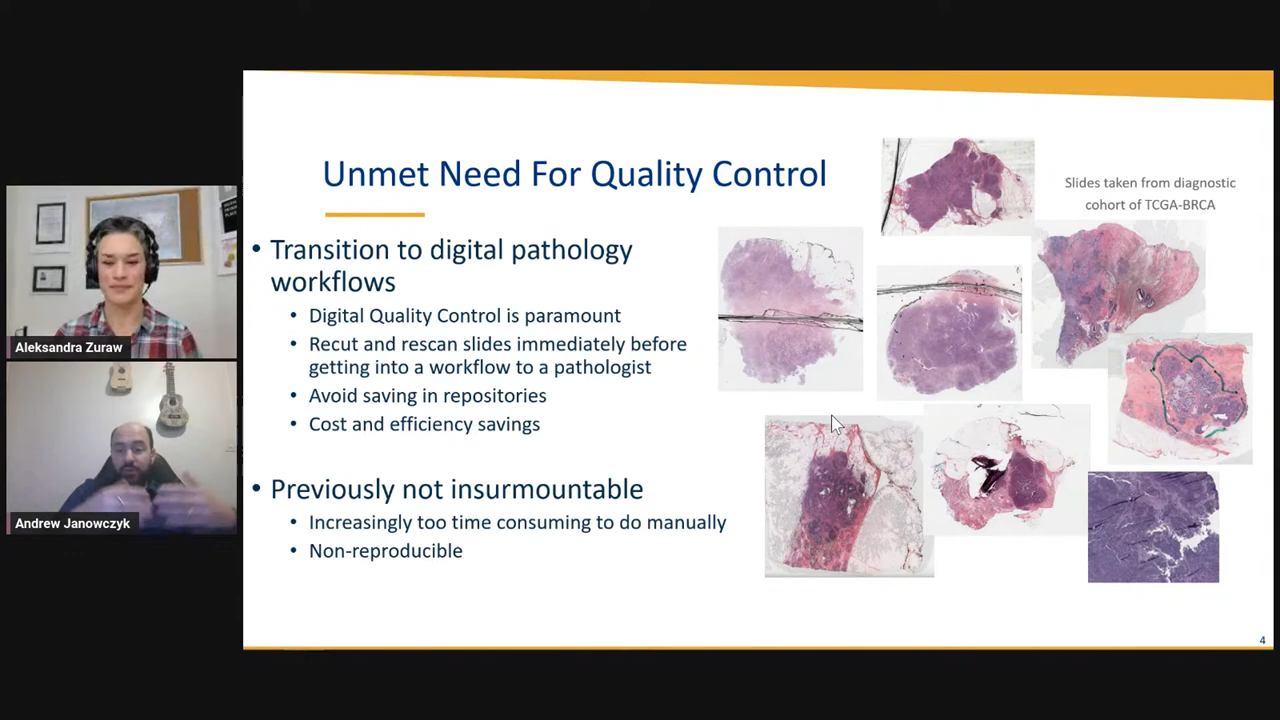 Unmet Need For Quality Control
Slides taken from diagnostic
cohort of TCGA-BRCA
• Transition to digital pathology
workflows
• Digital Quality Control is paramount
• Recut and rescan slides immediately before
getting into a workflow to a pathologist
• Avoid saving in repositories
• Cost and efficiency savings
• Previously not insurmountable
• Increasingly too time consuming to do manually
• Non-reproducible
Aleksandra Zuraw
Andrew Janowczyk
4